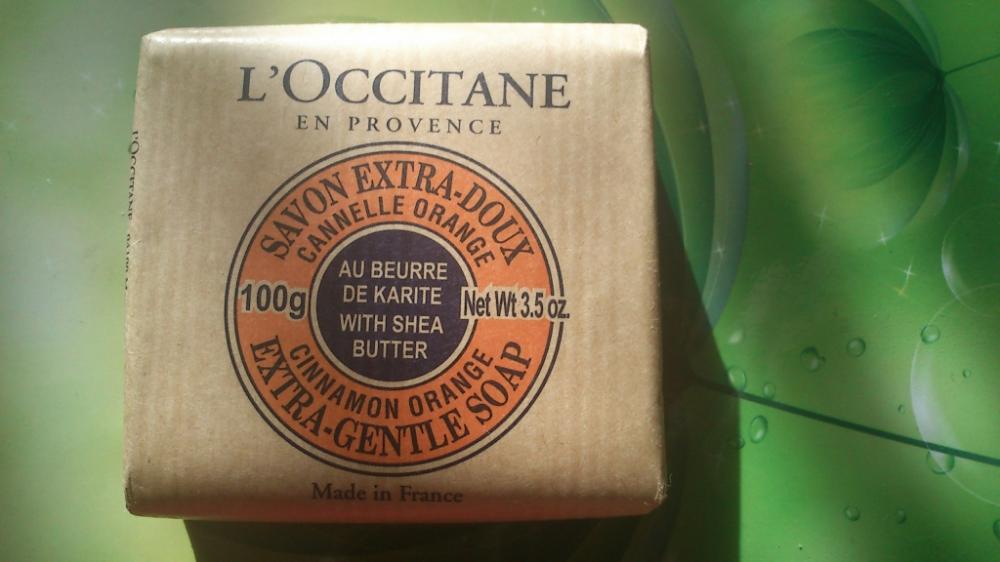 L'OCCITANE
EN PROVENCE
SAVON EXTRA-DOUX
CANNELLE ORANGE
100g
AU BEURRE
DE KARITE
WITH SHEA
BUTTER
Net Wt 3.5 oz.
CINNAMON ORANGE
EXTRA-GENTLE SOAP
Made in France
L'OCCITANE